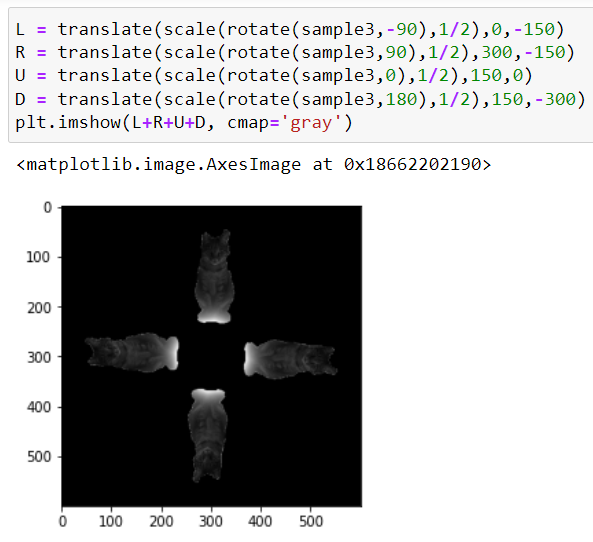 L = translate(scale(rotate(sample3,-90),1/2),0,-150)
R = translate(scale(rotate(sample3,90),1/2),300,-150)
U = translate(scale(rotate(sample3,0),1/2),150,0)
D = translate(scale(rotate(sample3,180),1/2),150,-300)
plt.imshow(L+R+U+D, cmap='gray')
<matplotlib.image.AxesImage at 0x18662202190>
0
100
200
300
400
500
0 100 200 300 400 500